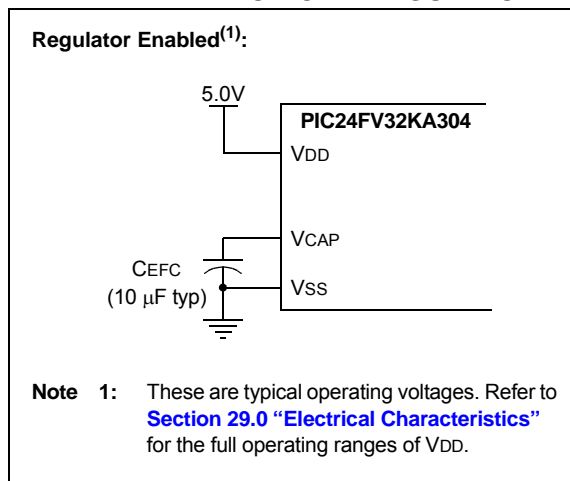 Regulator Enabled(1):
5.0V
PIC24FV32KA304
VDD
VCAP
CEFC
(10 μF typ)
VSS
Note 1: These are typical operating voltages. Refer to
Section 29.0 “Electrical Characteristics”
for the full operating ranges of VDD.